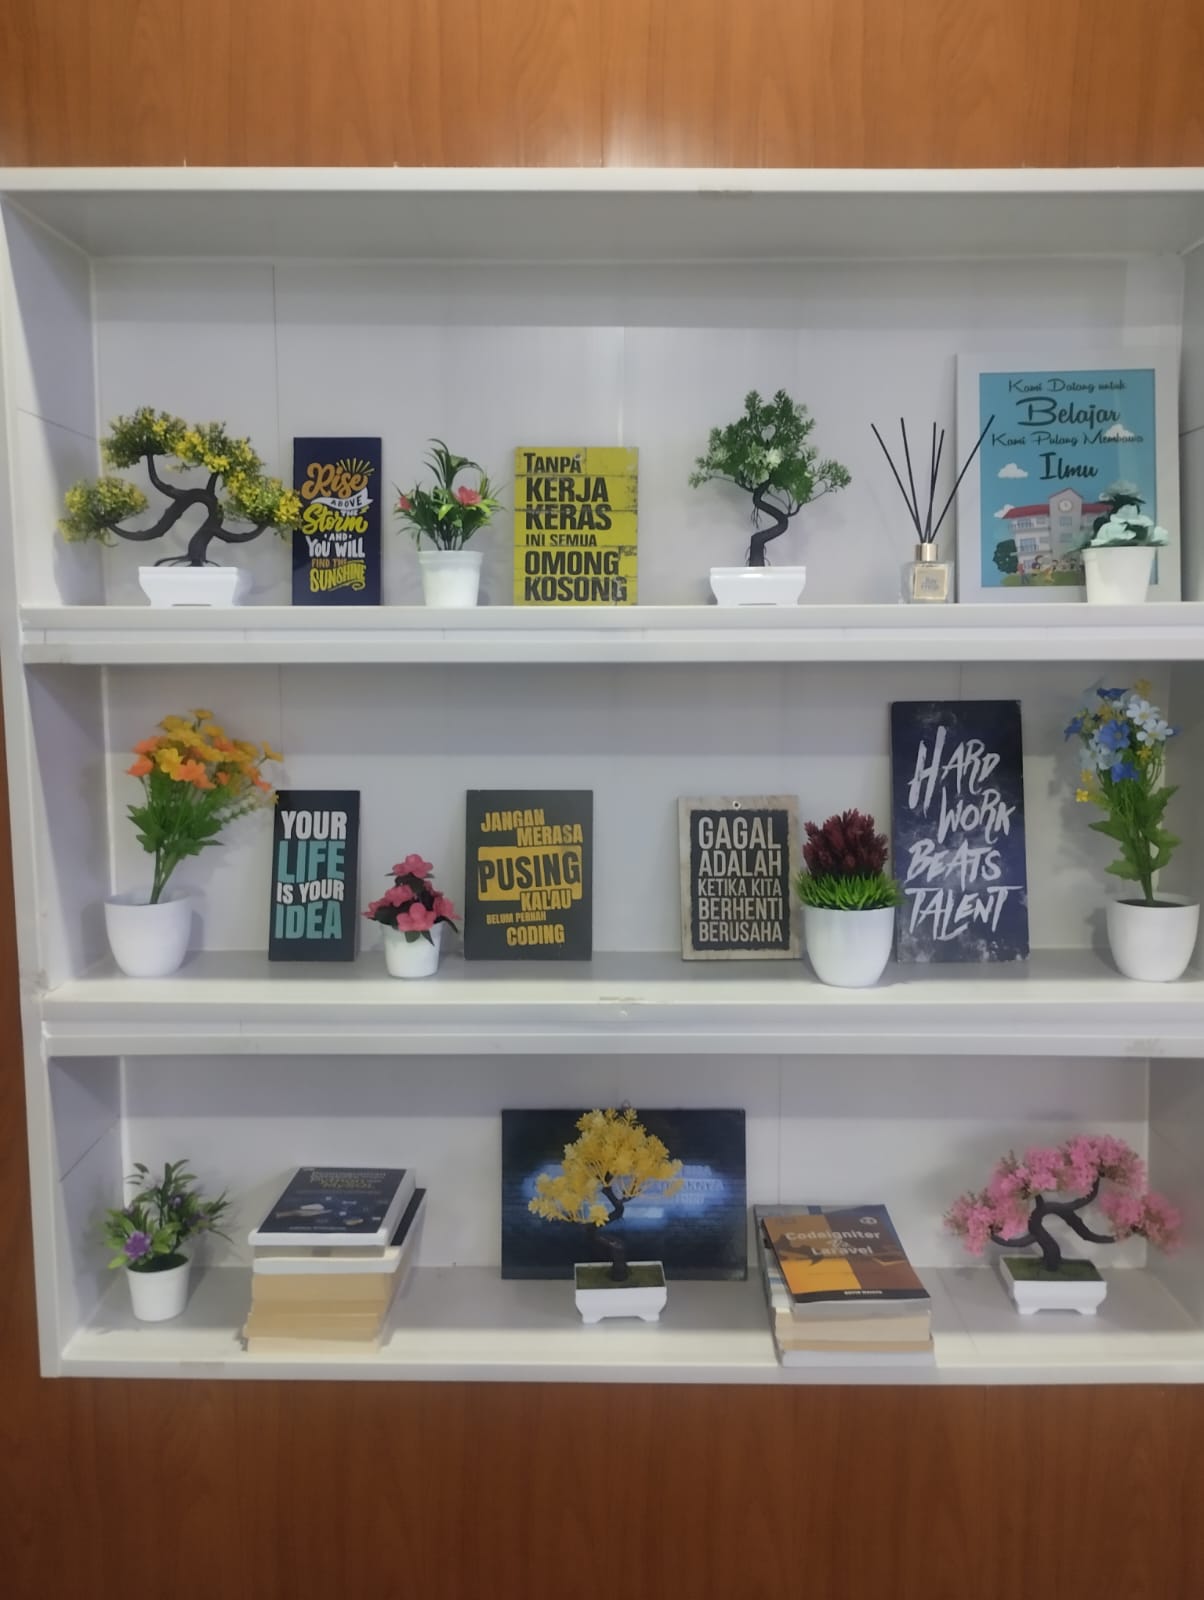 Rise
ABOVE
THE
Storm
AND
YOU WILL
FIND THE
SUNSHINE
TANPA
KERJA
KERAS
INI SEMUA
OMONG
KOSONG
Kami Datang untuk
Belajar
Kami Pulang Membawa
Ilmu
YOUR
LIFE
IS YOUR
IDEA
JANGAN
MERASA
PUSING
KALAU
BELUM PERNAH
CODING
GAGAL
ADALAH
KETIKA KITA
BERHENTI
BERUSAHA
HARD
WORK
BEATS
TALENT
Codeigniter
Vs
Laravel